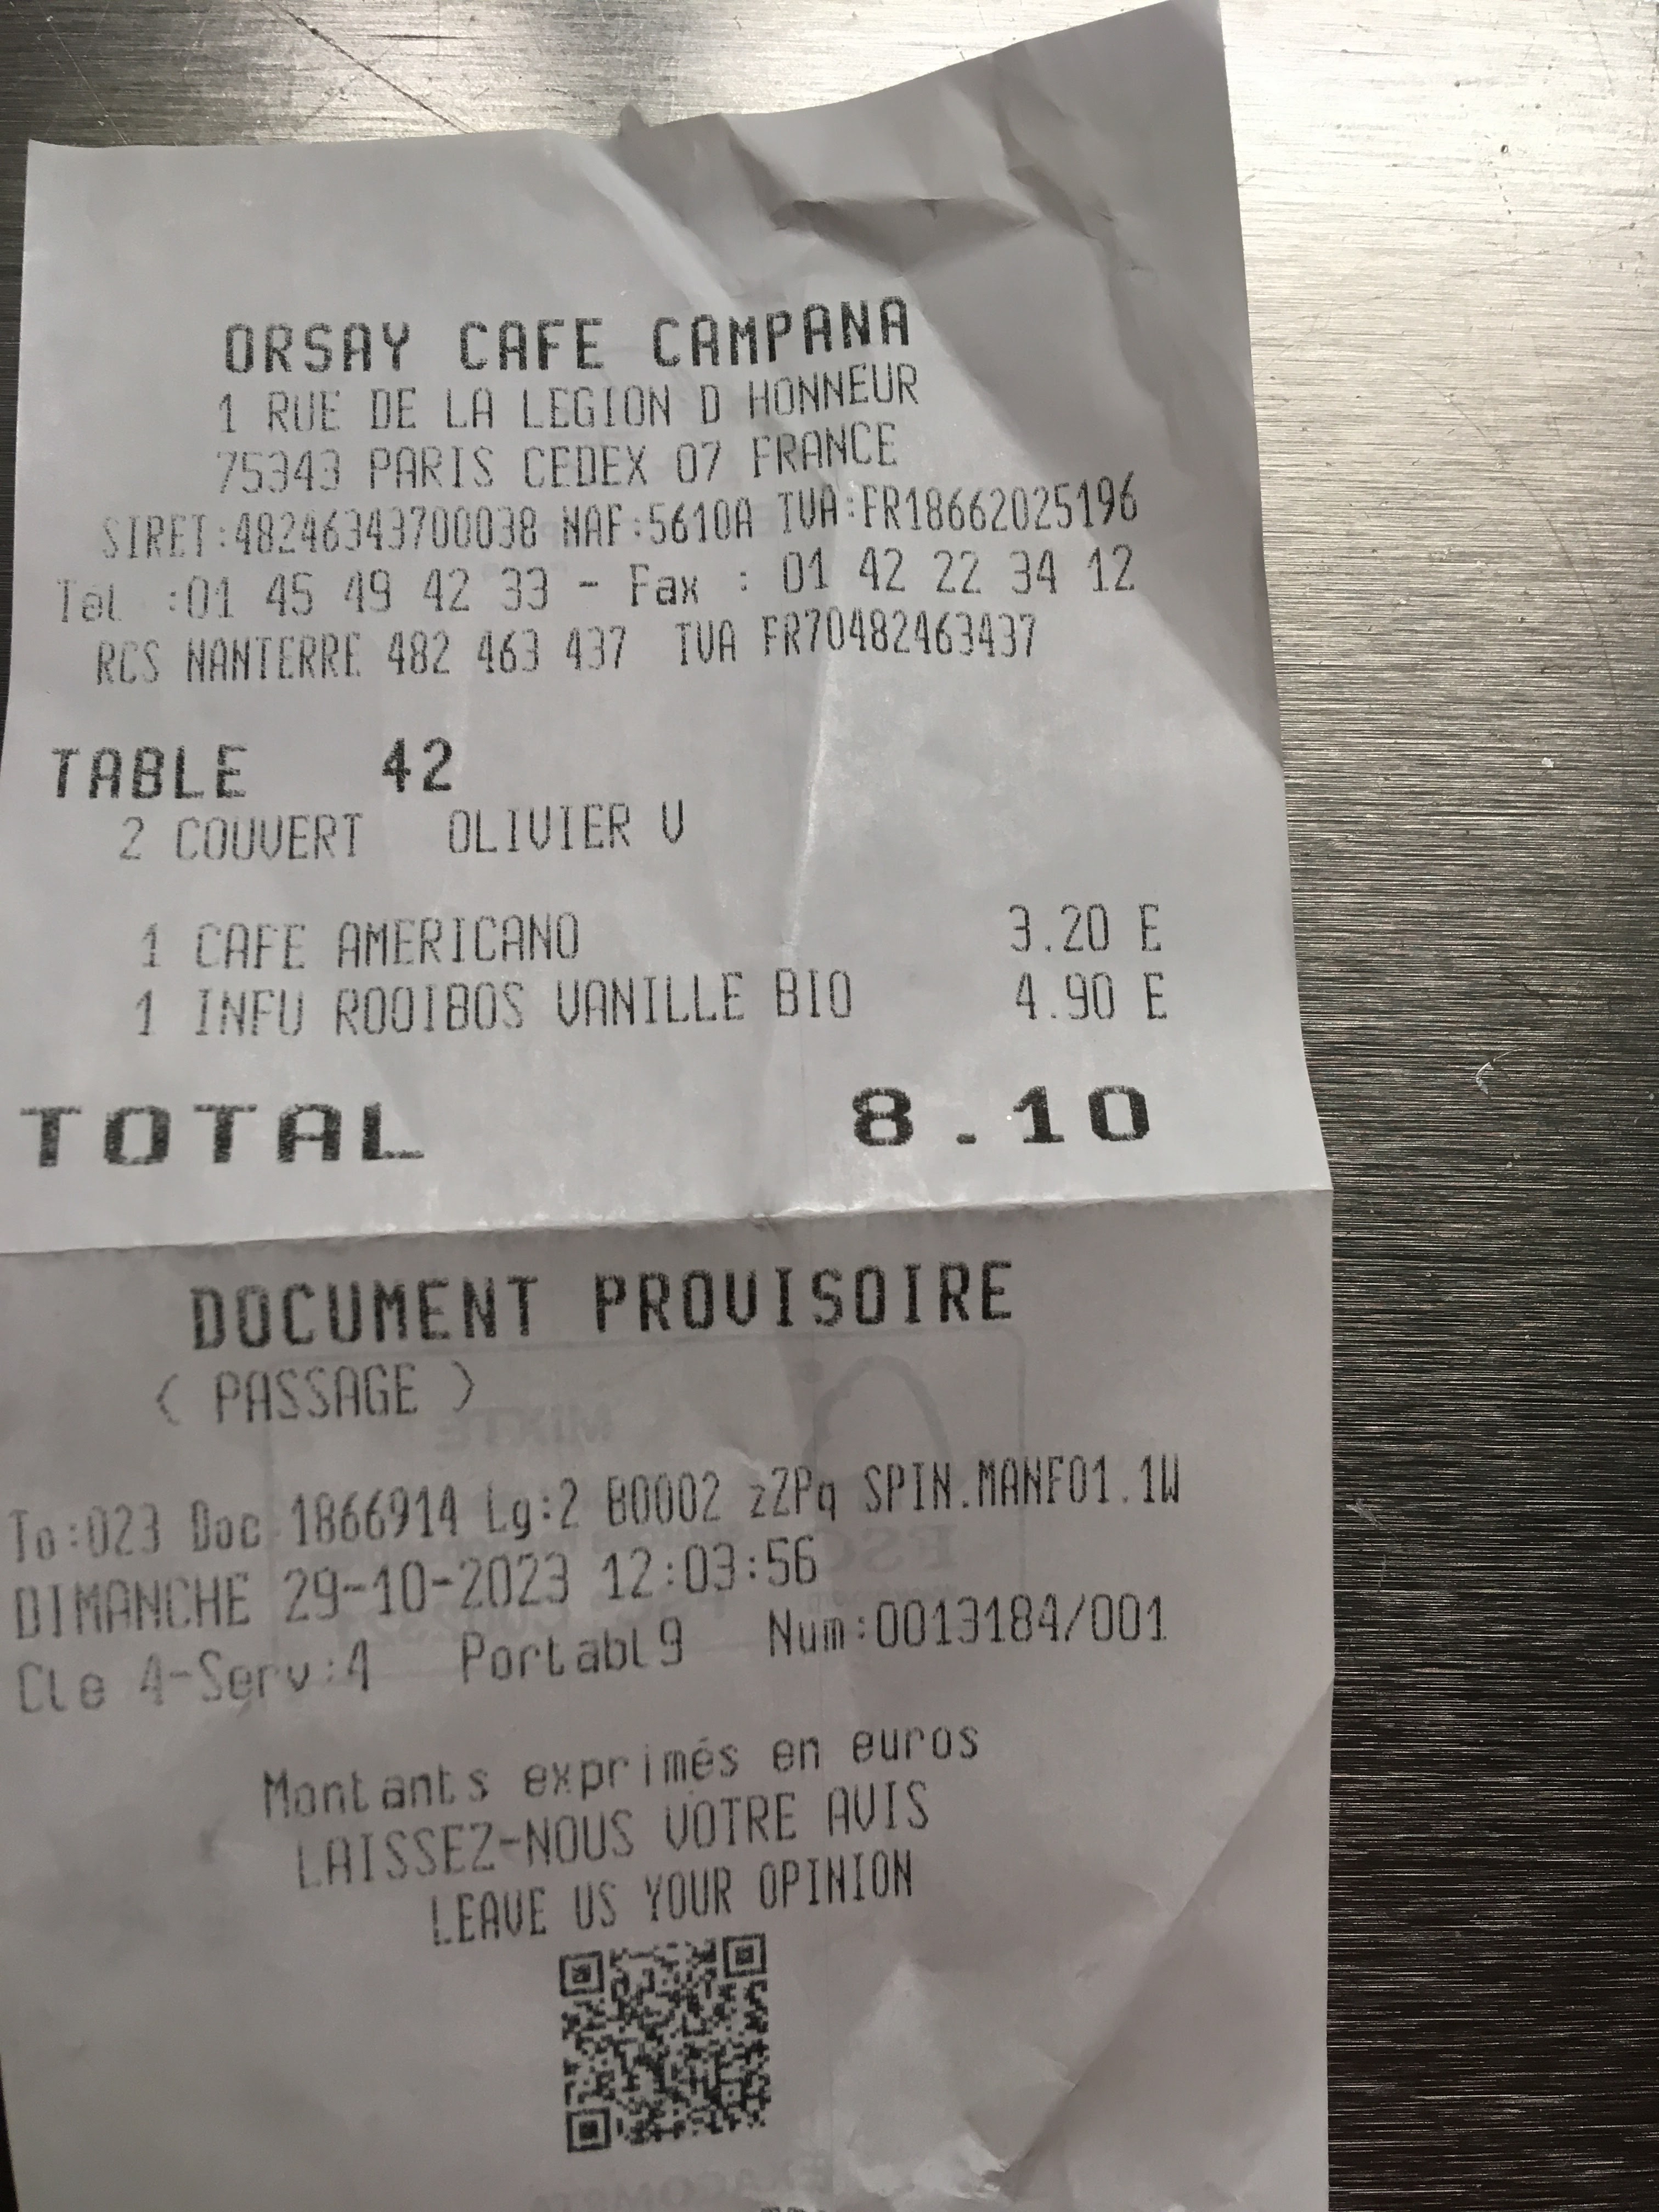 ORSAY CAFE CAMPANA
1 RUE DE LA LEGION D HONNEUR
75343 PARIS CEDEX 07 FRANCE
SIRET:48246343700038 NAF:5610A TVA:FR18662025196
Tel :01 45 49 42 33 - Fax : 01 42 22 34 12
RCS NANTERRE 482 463 437 TVA FR70482463437
TABLE 42
2 COUVERT OLIVIER V
1 CAFE AMERICANO 3.20 E
1 INFU ROOIBOS VANILLE BIO 4.90 E
TOTAL 8.10
DOCUMENT PROVISOIRE
( PASSAGE )
To:023 Doc 1866914 Lg:2 B0002 zZPq SPIN.MANF01.1W
DIMANCHE 29-10-2023 12:03:56
Cle 4-Serv:4 Portabl9 Num:0013184/001
Montants exprimés en euros
LAISSEZ-NOUS VOTRE AVIS
LEAVE US YOUR OPINION